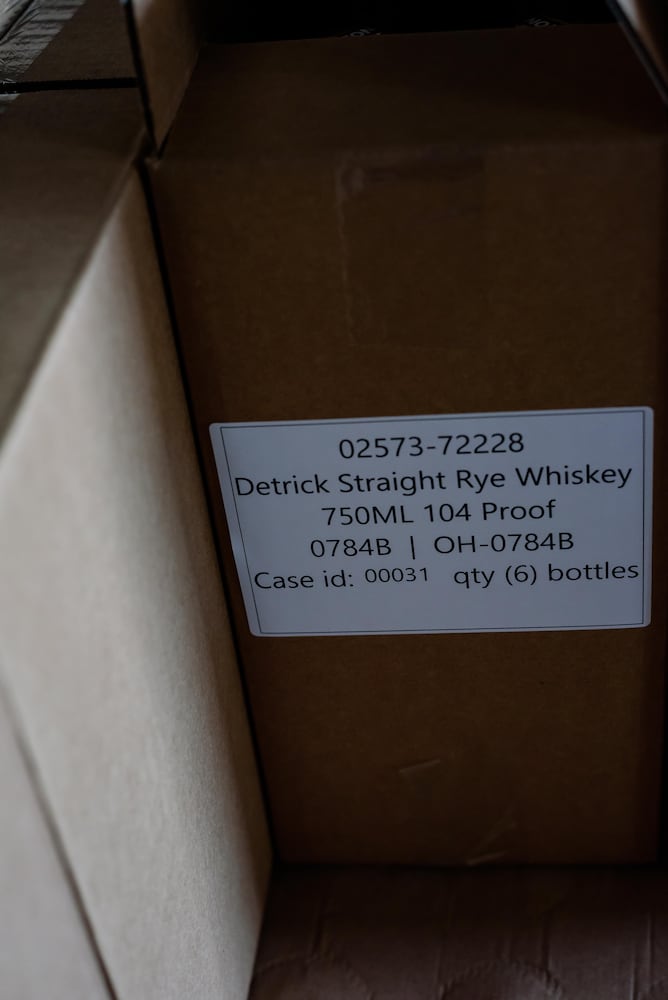 02573-72228
Detrick Straight Rye Whiskey
750ML 104 Proof
0784B | OH-0784B
Case id: 00031 qty (6) bottles